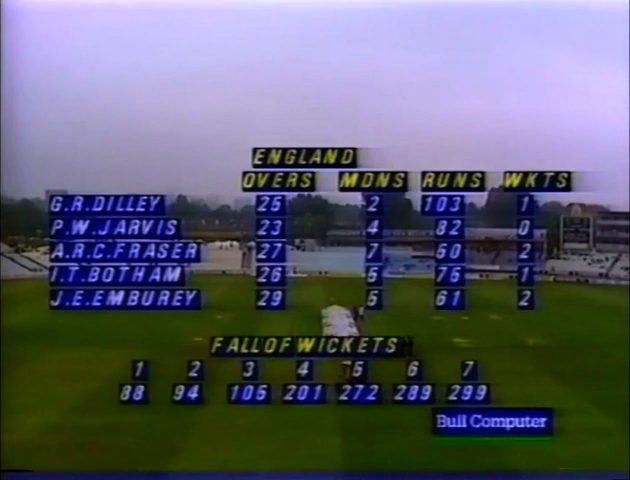 ENGLAND
OVERS MDNS RUNS WKTS
G.R.DILLEY 25 2 103 1
P.W.JARVIS 23 4 82 0
A.R.C.FRASER 27 7 50 2
I.T.BOTHAM 26 5 75 1
J.E.EMBUREY 29 5 61 2
FALL OF WICKETS
1 2 3 4 5 6 7
88 94 105 201 272 289 299
Bull Computer